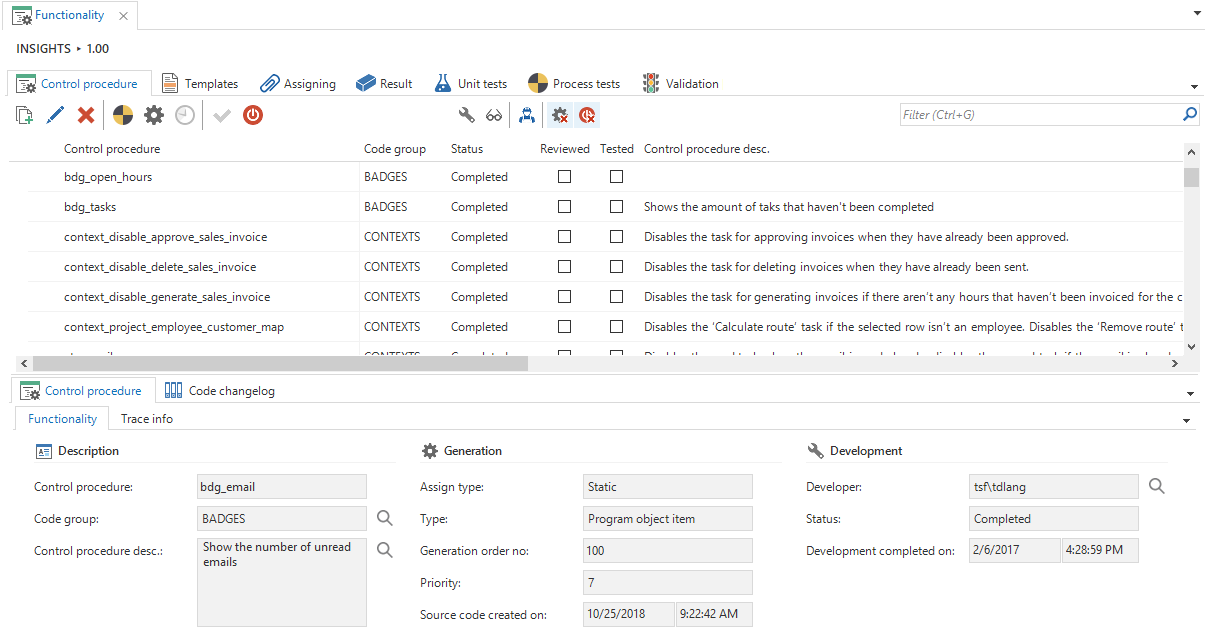 Functionality
INSIGHTS ▸ 1.00
Control procedure Templates Assigning Result Unit tests Process tests Validation
Filter (Ctrl+G)
Control procedure Code group Status Reviewed Tested Control procedure desc.
bdg_open_hours BADGES Completed
bdg_tasks BADGES Completed Shows the amount of taks that haven't been completed
context_disable_approve_sales_invoice CONTEXTS Completed Disables the task for approving invoices when they have already been approved.
context_disable_delete_sales_invoice CONTEXTS Completed Disables the task for deleting invoices when they have already been sent.
context_disable_generate_sales_invoice CONTEXTS Completed Disables the task for generating invoices if there aren't any hours that haven't been invoiced for the c
context_project_employee_customer_map CONTEXTS Completed Disables the 'Calculate route' task if the selected row isn't an employee. Disables the 'Remove route' t
Control procedure Code changelog
Functionality Trace info
Description Generation Development
Control procedure: bdg_email Assign type: Static Developer: tsf\tdlang
Code group: BADGES Type: Program object item Status: Completed
Control procedure desc.: Show the number of unread Generation order no: 100 Development completed on: 2/6/2017 4:28:59 PM
emails
Priority: 7
Source code created on: 10/25/2018 9:22:42 AM